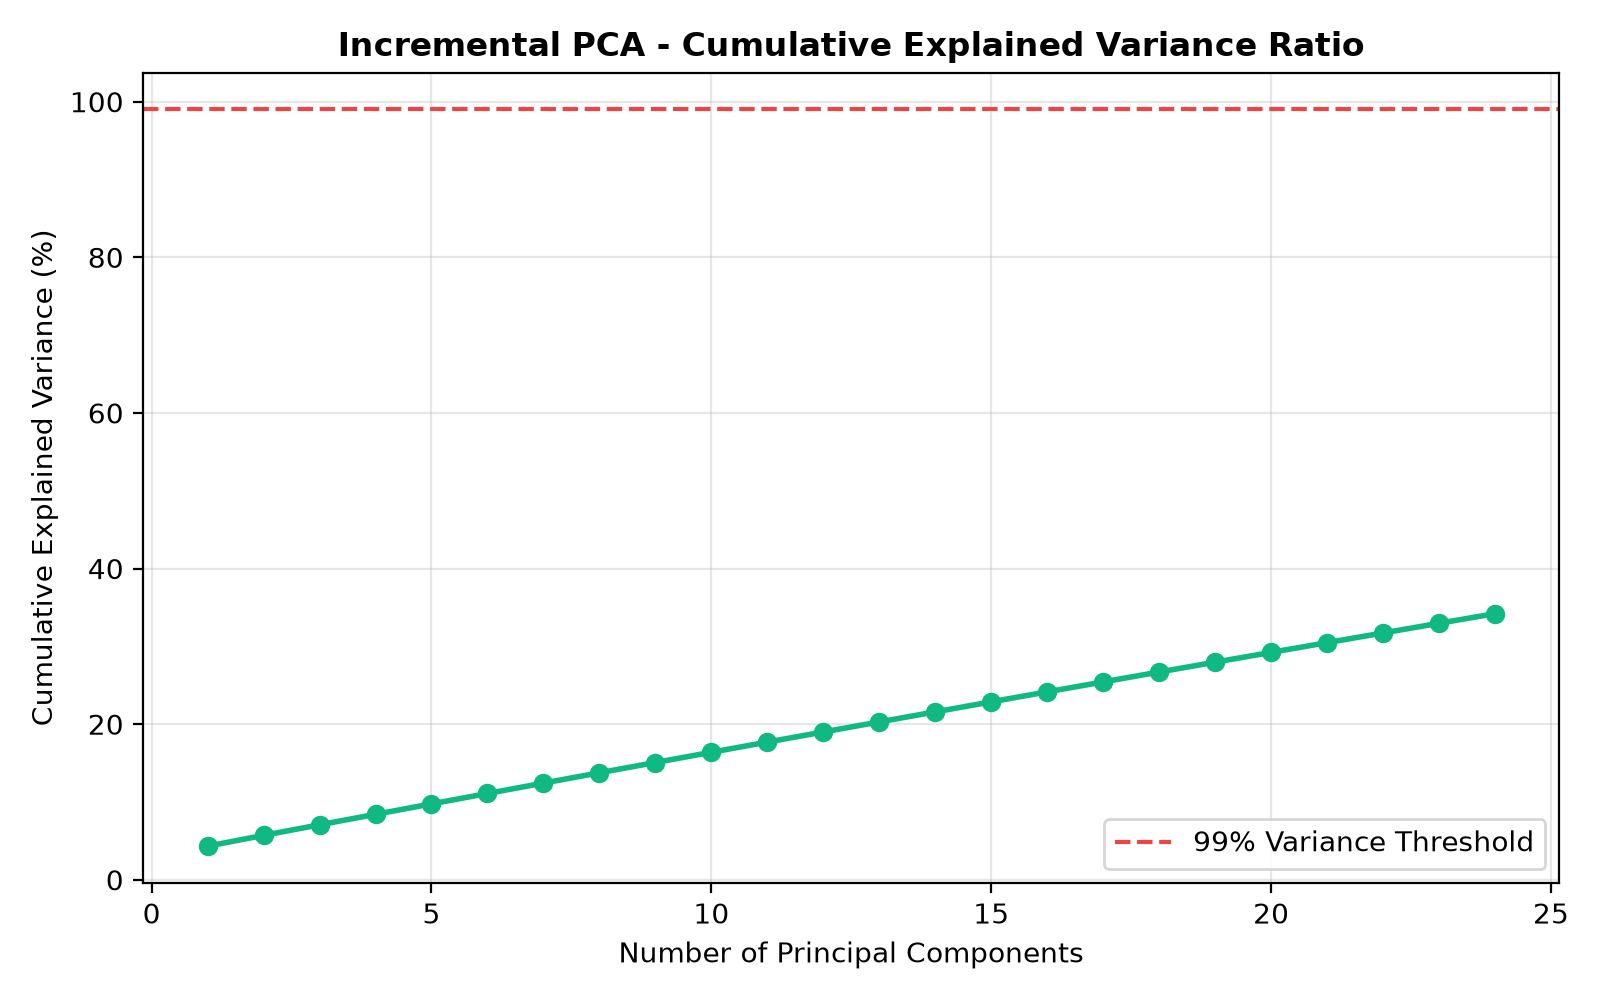 Incremental PCA - Cumulative Explained Variance Ratio
Cumulative Explained Variance (%)
100
80
60
40
20
0
0 5 10 15 20 25
Number of Principal Components
99% Variance Threshold